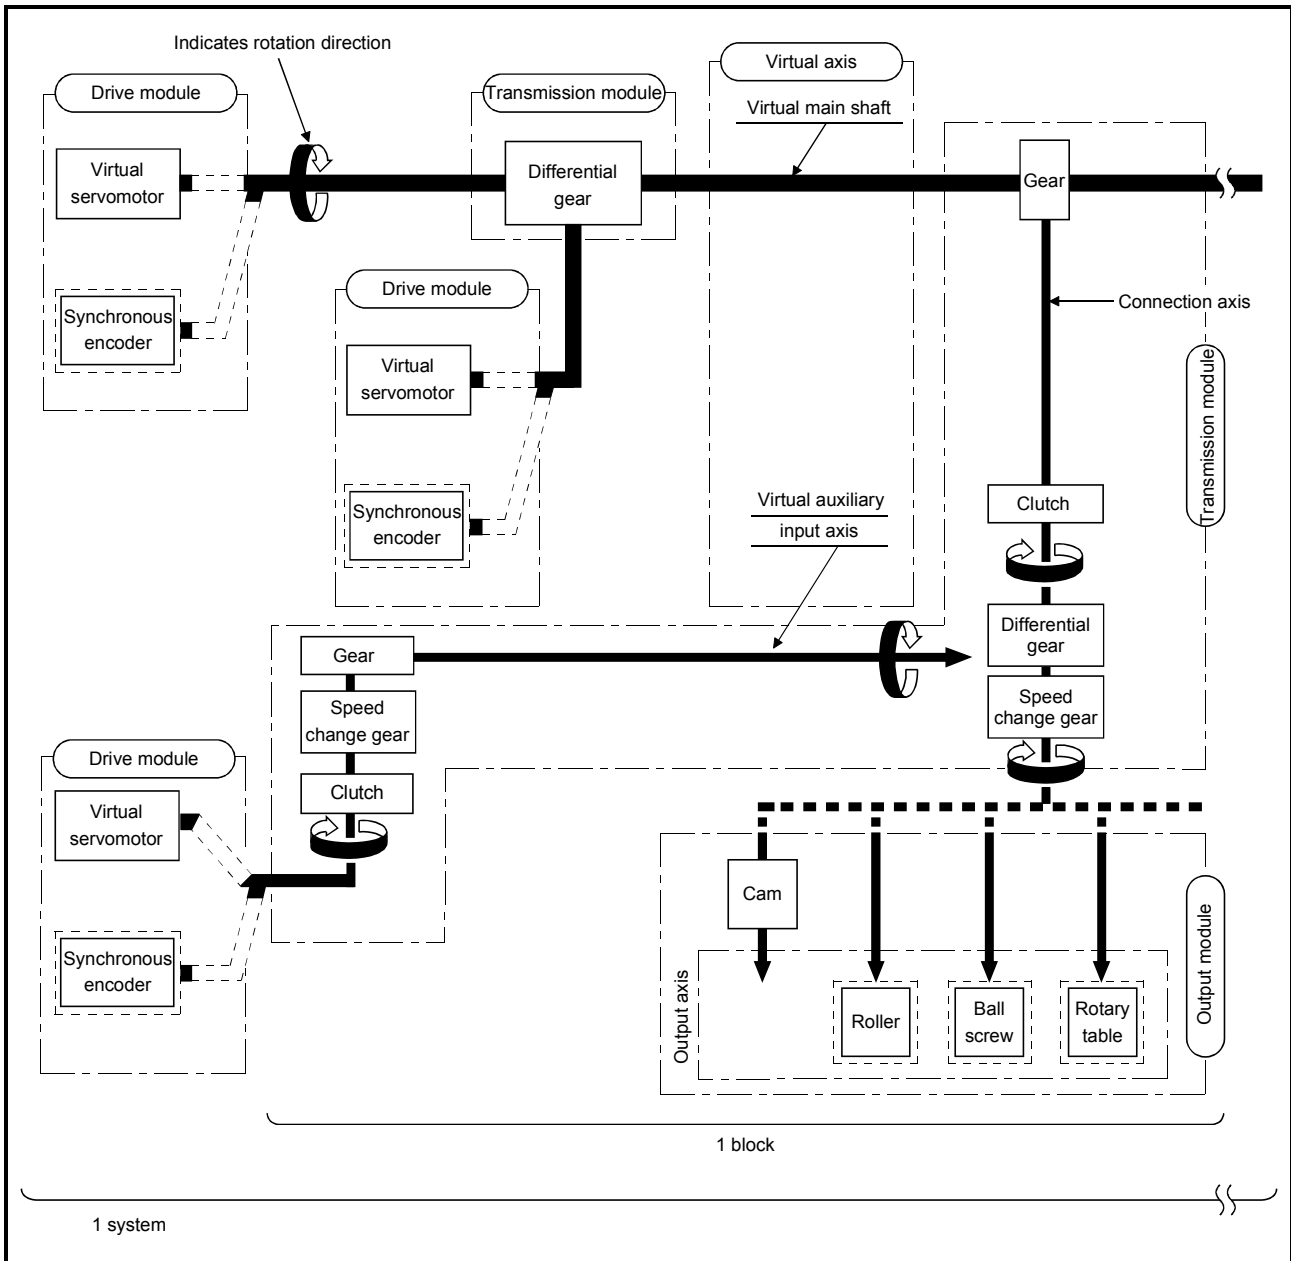 Indicates rotation direction
Virtual axis
Drive module
Transmission module
Virtual main shaft
Virtual
servomotor
Differential
gear
Gear
Drive module
Synchronous
encoder
Connection axis
Virtual
servomotor
Transmission module
Virtual auxiliary
input axis
Synchronous
encoder
Clutch
Differential
gear
Gear
Speed
change gear
Speed
change gear
Drive module
Clutch
Virtual
servomotor
Cam
Synchronous
encoder
Output axis
Roller
Ball
screw
Rotary
table
Output module
1 block
1 system